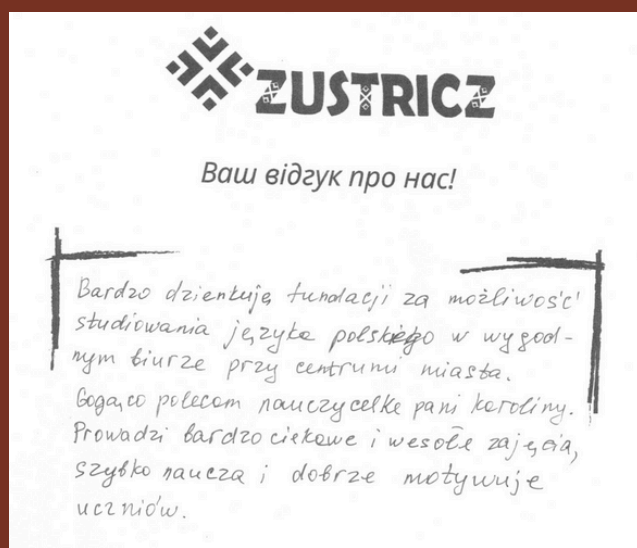 ZUSTRICZ
Ваш відгук про нас!
Bardzo dzienkuję fundacji za możliwość
studiowania języka polskiego w wygod-
nym biurze przy centrumi miasta.
Gogąco polecam nauczycelke pani Karoliny.
Prowadzi bardzo ciekawe i wesołe zajęcia,
szybko naucza i dobrze motywuje
uczniów.